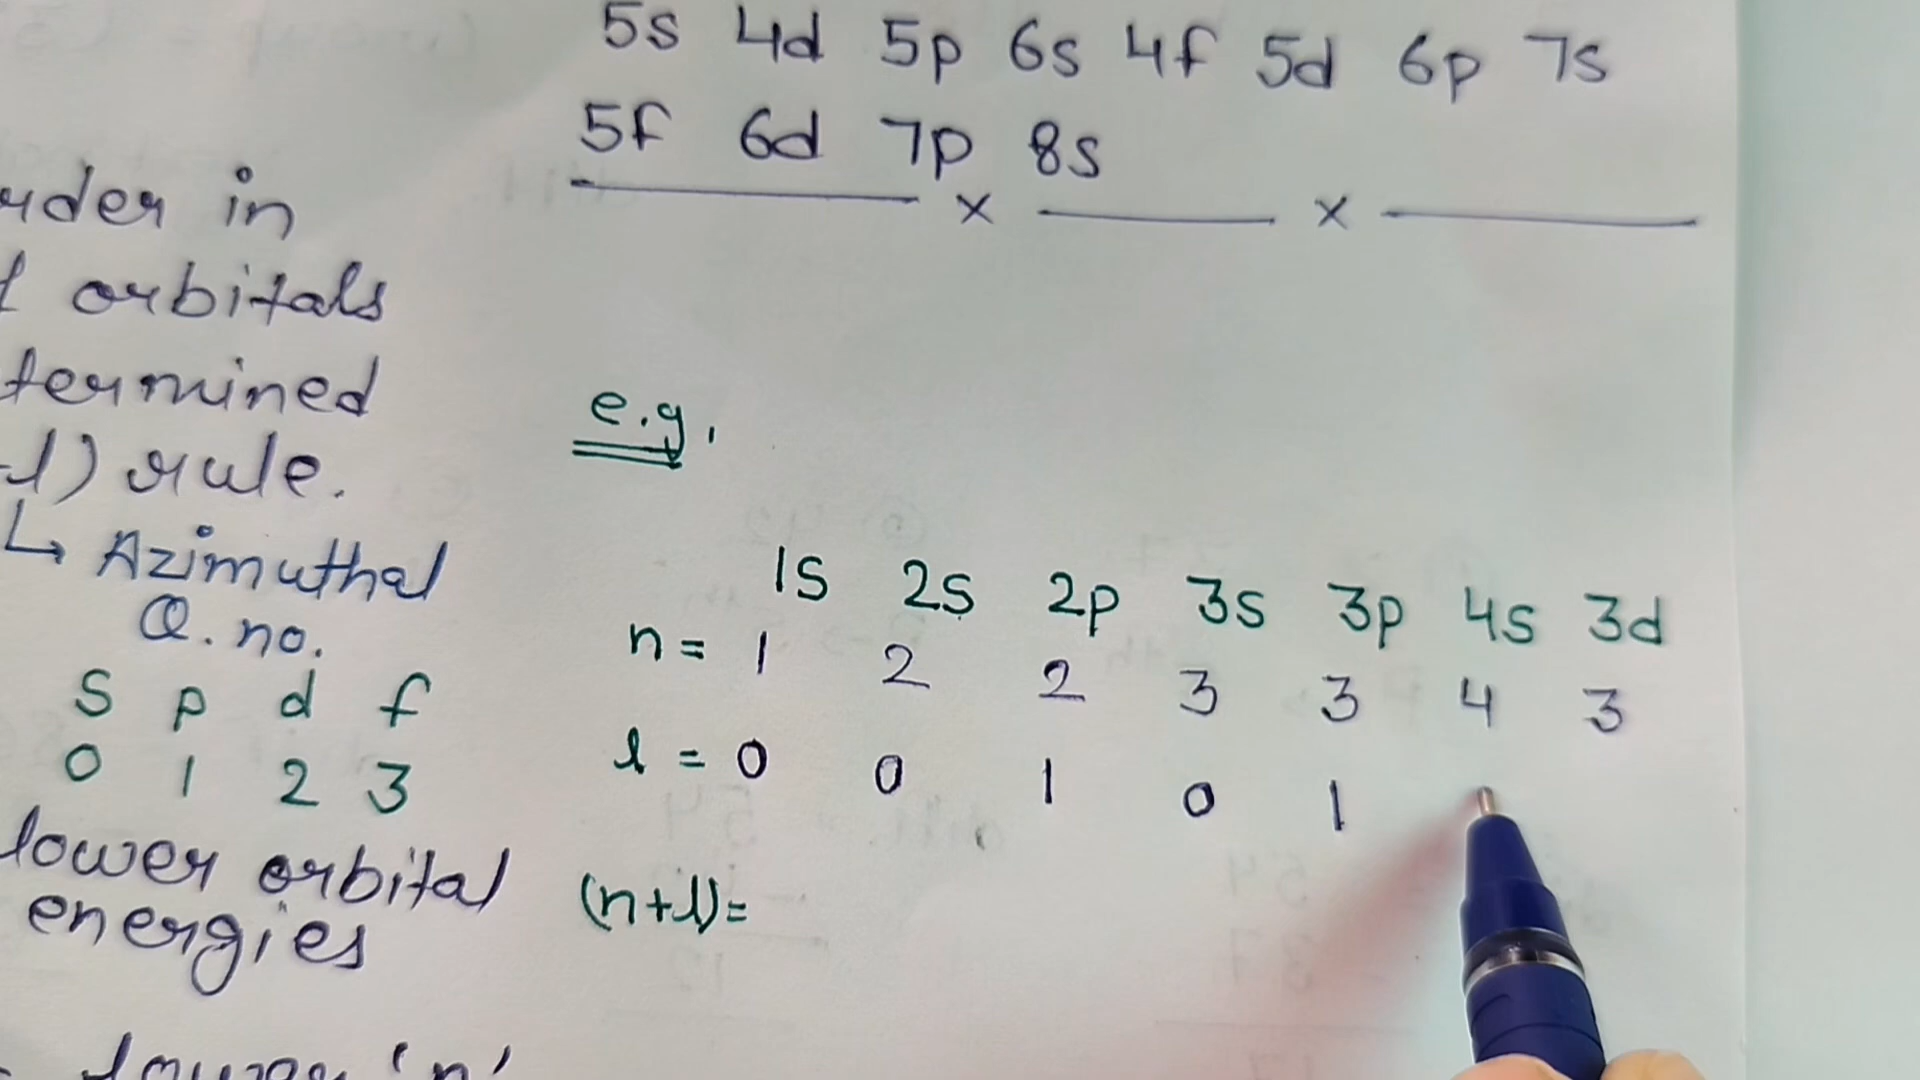 5s 4d 5p 6s 4f 5d 6p 7s
5f 6d 7p 8s
x x
in
orbitals
termined
l) rule.
↳ Azimuthal
Q. no.
s p d f
0 1 2 3
lower orbital
energies
lower 'n'
e.g.
1s 2s 2p 3s 3p 4s 3d
n = 1 2 2 3 3 4 3
l = 0 0 1 0 1
(n+l)=